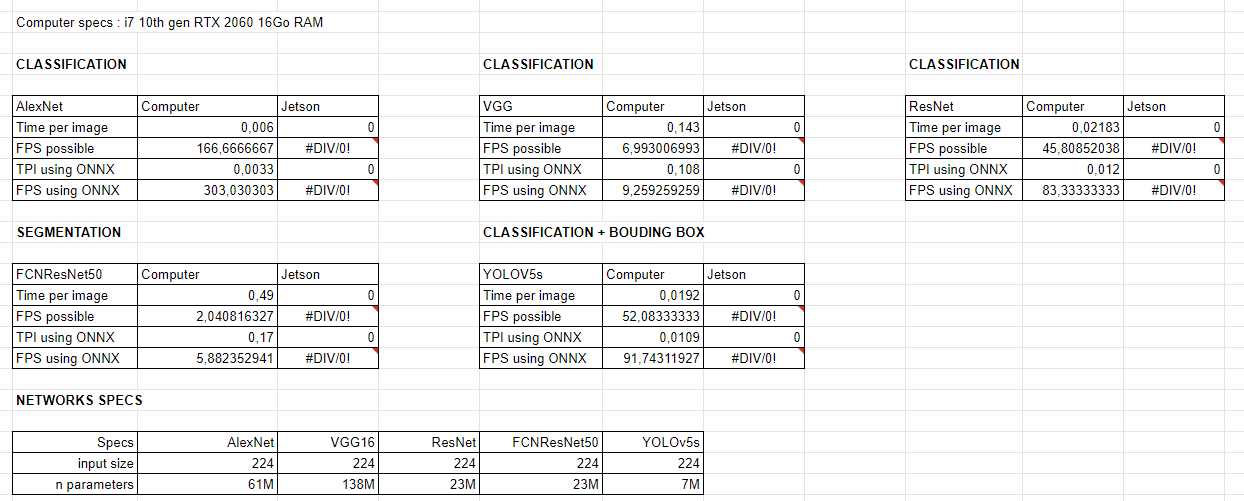 Computer specs : i7 10th gen RTX 2060 16Go RAM
CLASSIFICATION CLASSIFICATION CLASSIFICATION
AlexNet Computer Jetson VGG Computer Jetson ResNet Computer Jetson
Time per image 0,006 0 Time per image 0,143 0 Time per image 0,02183 0
FPS possible 166,6666667 #DIV/0! FPS possible 6,993006993 #DIV/0! FPS possible 45,80852038 #DIV/0!
TPI using ONNX 0,0033 0 TPI using ONNX 0,108 0 TPI using ONNX 0,012 0
FPS using ONNX 303,030303 #DIV/0! FPS using ONNX 9,259259259 #DIV/0! FPS using ONNX 83,33333333 #DIV/0!
SEGMENTATION CLASSIFICATION + BOUDING BOX
FCNResNet50 Computer Jetson YOLOV5s Computer Jetson
Time per image 0,49 0 Time per image 0,0192 0
FPS possible 2,040816327 #DIV/0! FPS possible 52,08333333 #DIV/0!
TPI using ONNX 0,17 0 TPI using ONNX 0,0109 0
FPS using ONNX 5,882352941 #DIV/0! FPS using ONNX 91,74311927 #DIV/0!
NETWORKS SPECS
Specs AlexNet VGG16 ResNet FCNResNet50 YOLOv5s
input size 224 224 224 224 224
n parameters 61M 138M 23M 23M 7M